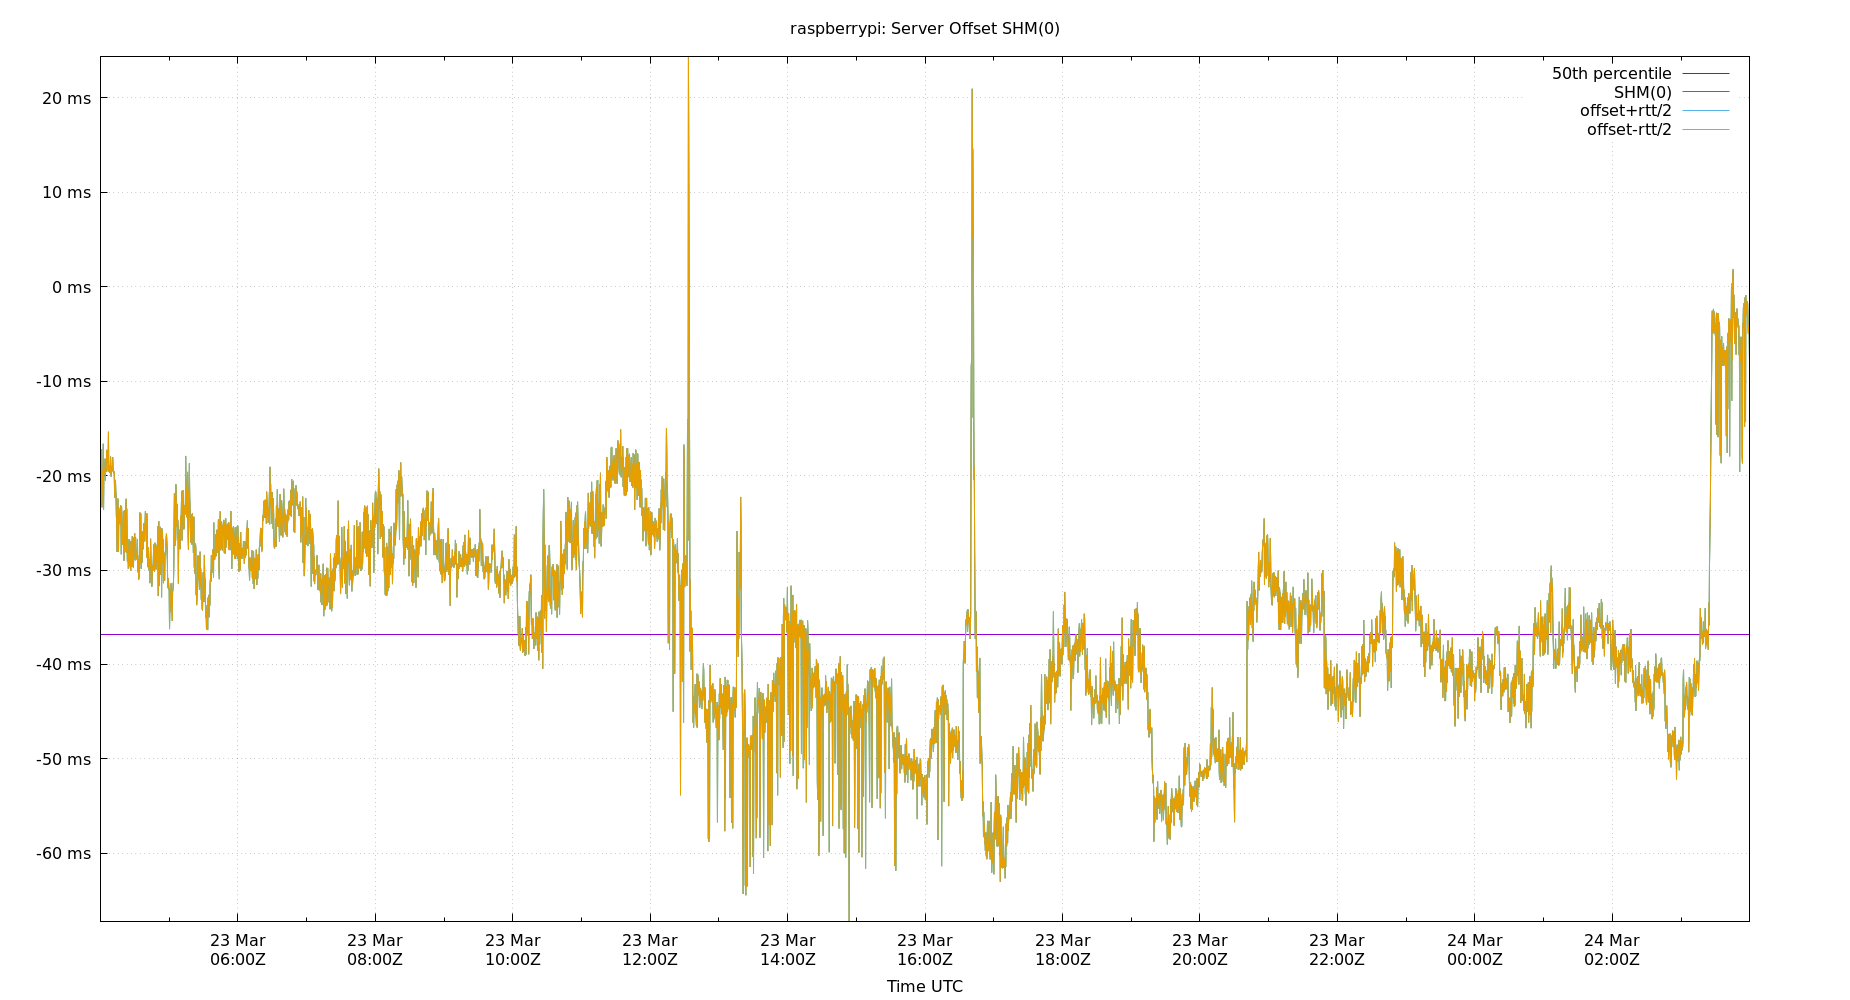 raspberrypi: Server Offset SHM(0)
50th percentile
SHM(0)
offset+rtt/2
offset-rtt/2
20 ms
10 ms
0 ms
-10 ms
-20 ms
-30 ms
-40 ms
-50 ms
-60 ms
23 Mar 23 Mar 23 Mar 23 Mar 23 Mar 23 Mar 23 Mar 23 Mar 23 Mar 24 Mar 24 Mar
06:00Z 08:00Z 10:00Z 12:00Z 14:00Z 16:00Z 18:00Z 20:00Z 22:00Z 00:00Z 02:00Z
Time UTC